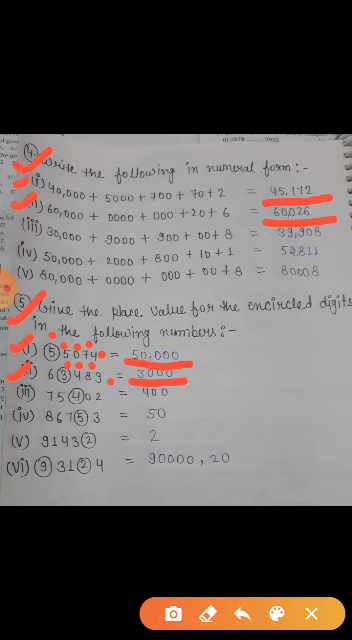 (4) Write the following in numeral form:-
(i) 40,000 + 5000 + 700 + 70 + 2 = 45,772
(ii) 60,000 + 0000 + 000 + 20 + 6 = 60,026
(iii) 30,000 + 9000 + 900 + 00 + 8 = 39,908
(iv) 50,000 + 2000 + 800 + 10 + 1 = 52,811
(v) 80,000 + 0000 + 000 + 00 + 8 = 80008
(5) Give the place value for the encircled digits
in the following numbers:-
(i) 55074 = 50,000
(ii) 63489 = 3000
(iii) 75402 = 400
(iv) 86753 = 50
(v) 91432 = 2
(vi) 93124 = 90000, 20